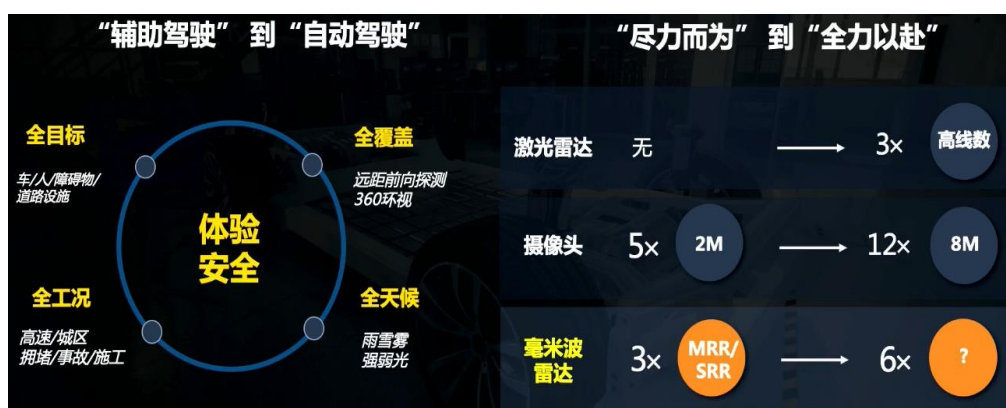 “辅助驾驶” 到 “自动驾驶”
全目标
车/人/障碍物/
道路设施
全覆盖
远距前向探测
360环视
体验
安全
全工况
高速/城区
拥堵/事故/施工
全天候
雨雪雾
强弱光
“尽力而为” 到 “全力以赴”
激光雷达 无 3× 高线数
摄像头 5× 2M 12× 8M
毫米波
雷达
3× MRR/
SRR
6× ?